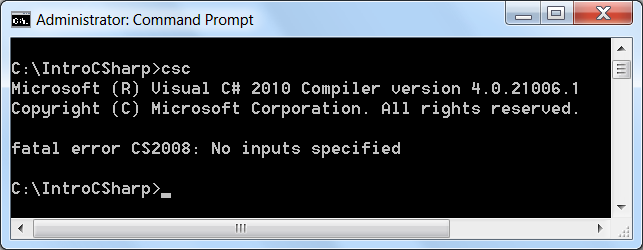 Administrator: Command Prompt
C:\IntroCSharp>csc
Microsoft (R) Visual C# 2010 Compiler version 4.0.21006.1
Copyright (C) Microsoft Corporation. All rights reserved.
fatal error CS2008: No inputs specified
C:\IntroCSharp>_